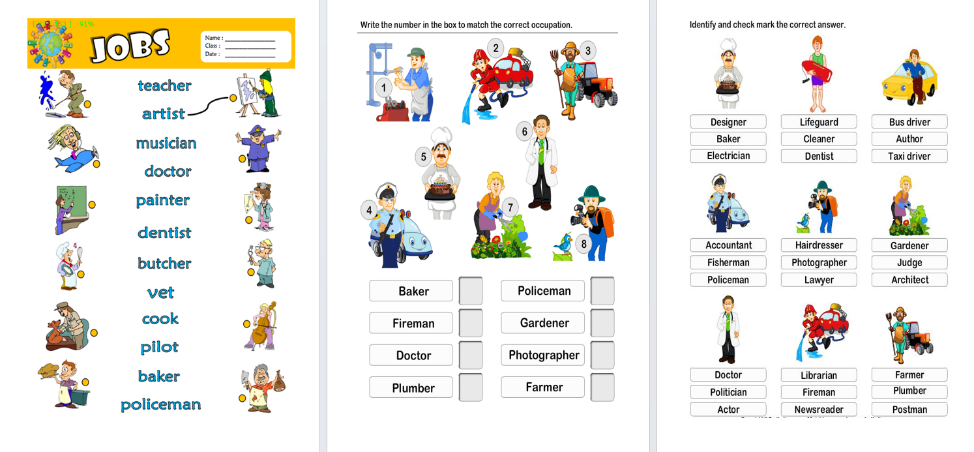 91%
JOBS
Name :
Class :
Date :
teacher
artist
musician
doctor
painter
dentist
butcher
vet
cook
pilot
baker
policeman
Write the number in the box to match the correct occupation.
1
2
3
5
6
4
7
8
Baker
Policeman
Fireman
Gardener
Doctor
Photographer
Plumber
Farmer
Identify and check mark the correct answer.
Designer
Lifeguard
Bus driver
Baker
Cleaner
Author
Electrician
Dentist
Taxi driver
Accountant
Hairdresser
Gardener
Fisherman
Photographer
Judge
Policeman
Lawyer
Architect
Doctor
Librarian
Farmer
Politician
Fireman
Plumber
Actor
Newsreader
Postman